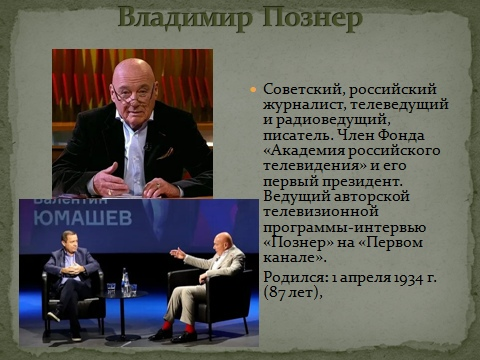 Владимир Познер
Советский, российский
журналист, телеведущий
и радиоведущий,
писатель. Член Фонда
«Академия российского
телевидения» и его
первый президент.
Ведущий авторской
телевизионной
программы-интервью
«Познер» на «Первом
канале».
Родился: 1 апреля 1934 г.
(87 лет),
Валентин
ЮМАШЕВ